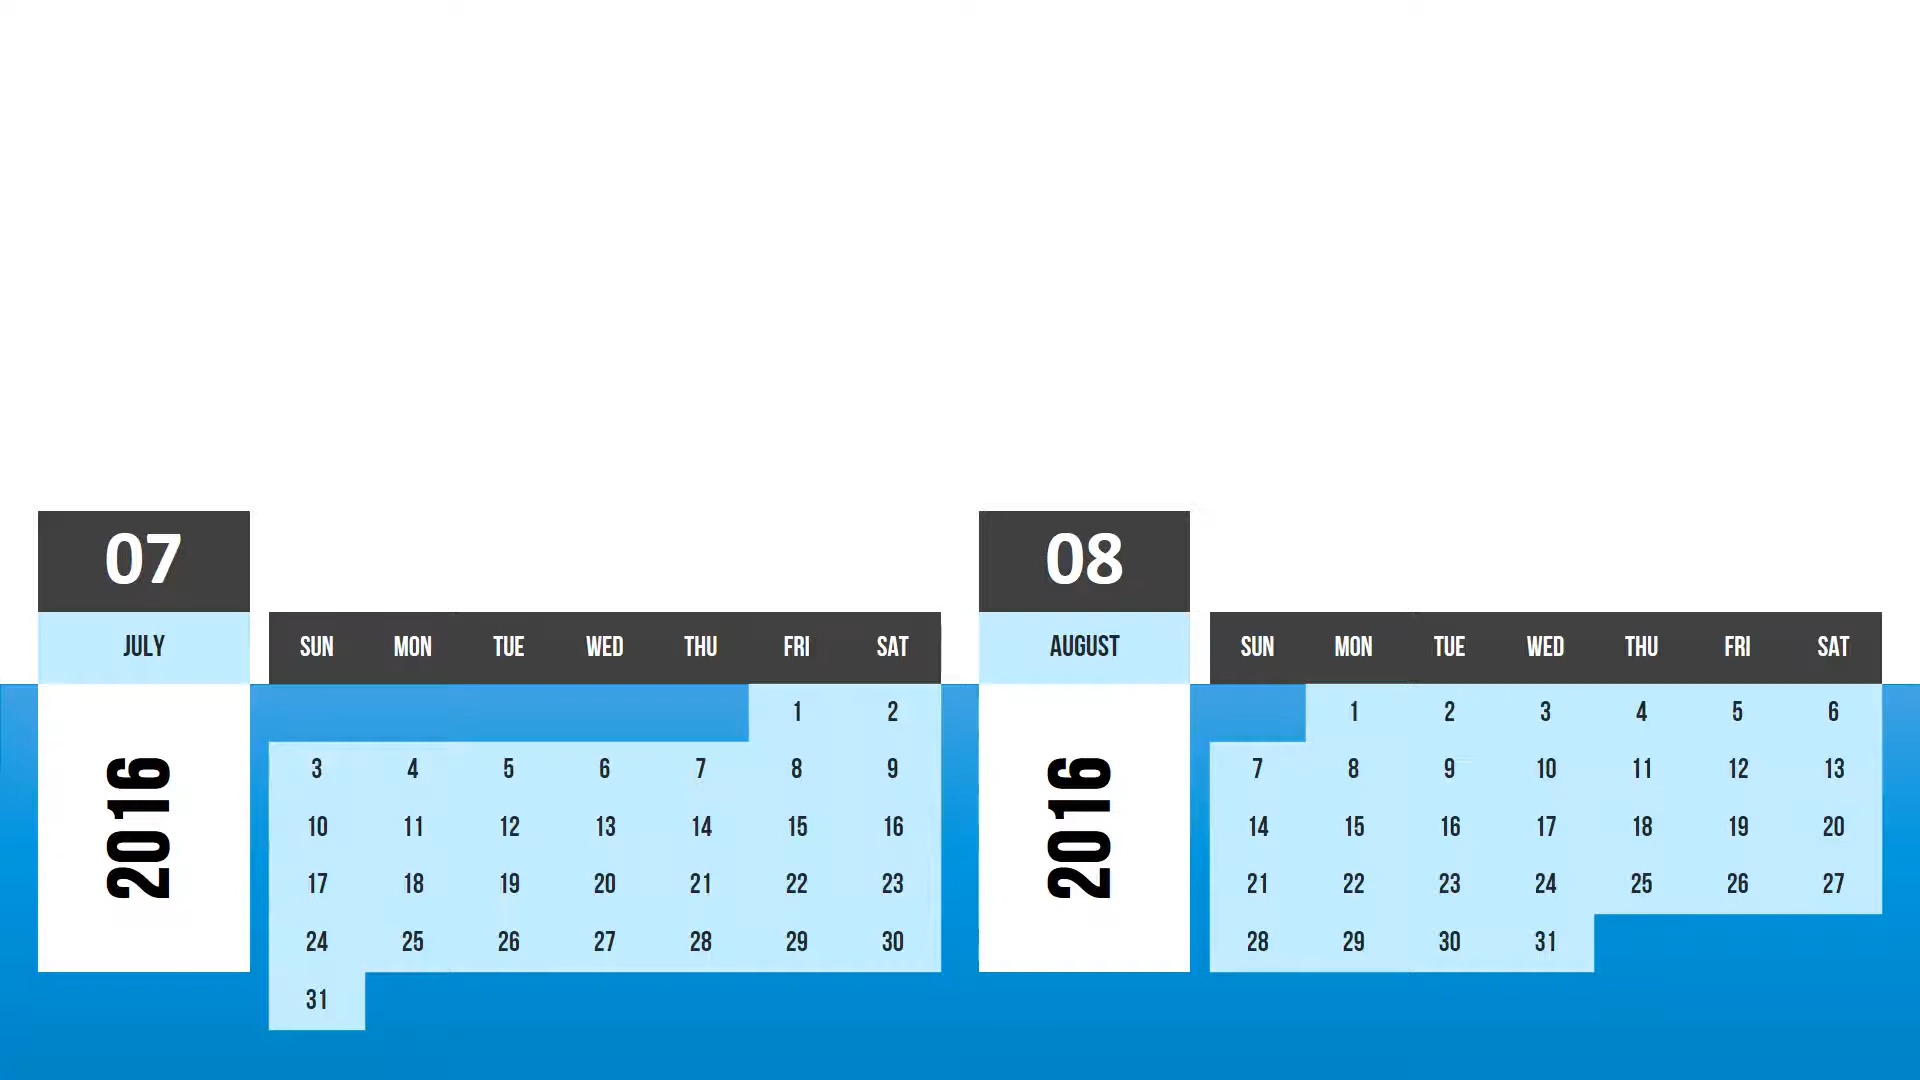 07
JULY
2016
SUN MON TUE WED THU FRI SAT
1 2
3 4 5 6 7 8 9
10 11 12 13 14 15 16
17 18 19 20 21 22 23
24 25 26 27 28 29 30
31
08
AUGUST
2016
SUN MON TUE WED THU FRI SAT
1 2 3 4 5 6
7 8 9 10 11 12 13
14 15 16 17 18 19 20
21 22 23 24 25 26 27
28 29 30 31